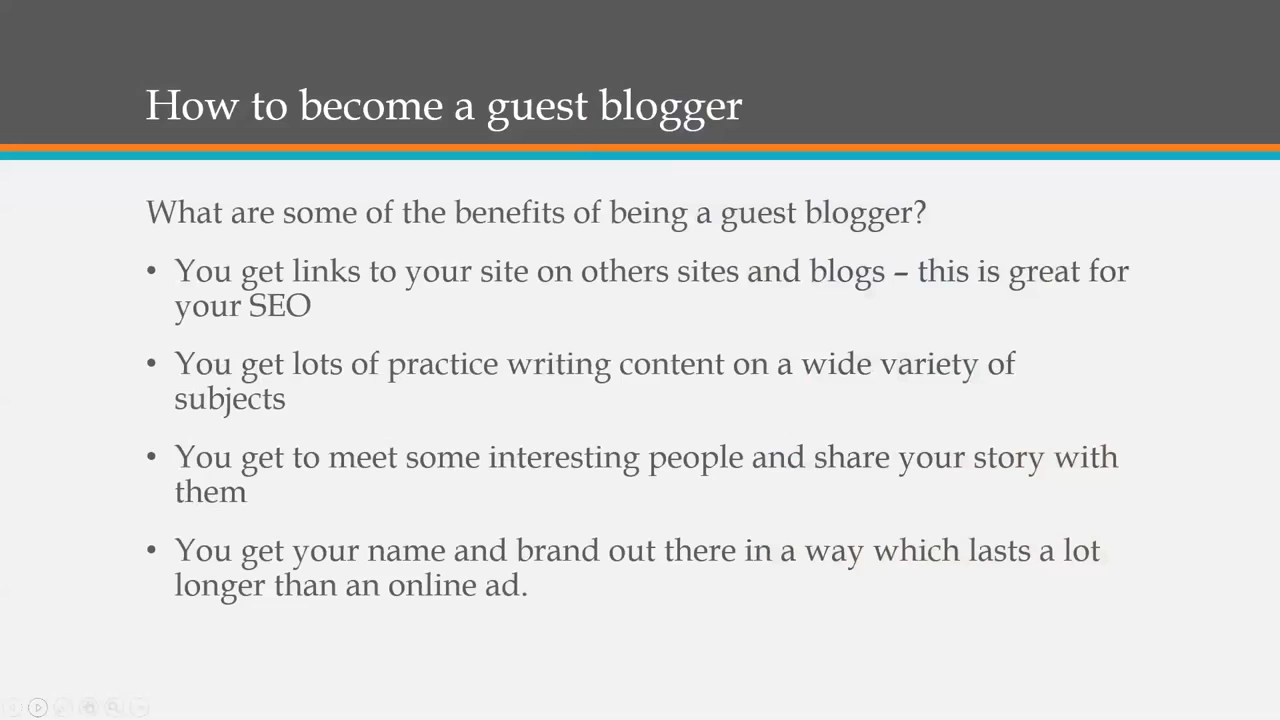 How to become a guest blogger
What are some of the benefits of being a guest blogger?
• You get links to your site on others sites and blogs – this is great for
your SEO
• You get lots of practice writing content on a wide variety of
subjects
• You get to meet some interesting people and share your story with
them
• You get your name and brand out there in a way which lasts a lot
longer than an online ad.